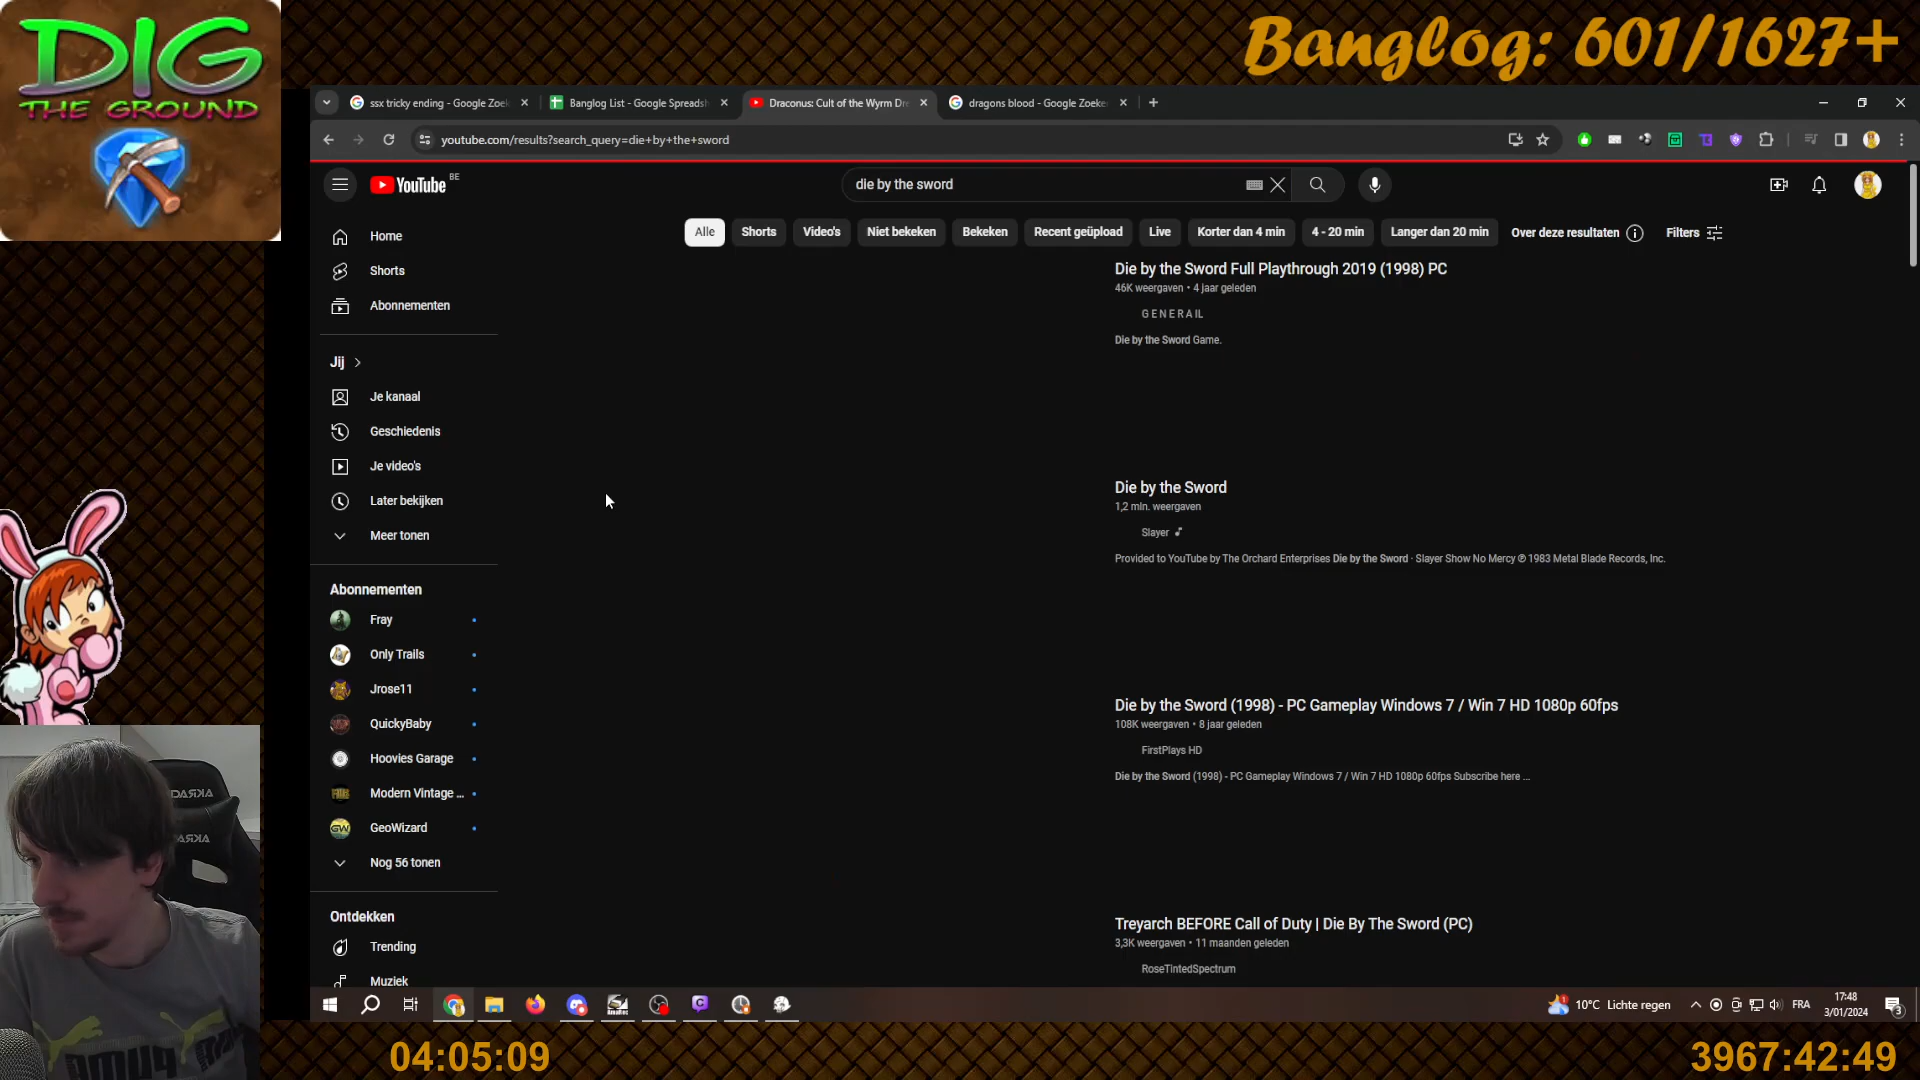 DIG
THE GROUND
Banglog: 601/1627+
ssx tricky ending - Google Zoek
Banglog List - Google Spreadsh
Draconus: Cult of the Wyrm Dr
dragons blood - Google Zoeke
youtube.com/results?search_query=die+by+the+sword
YouTube BE
die by the sword
Alle
Shorts
Video's
Niet bekeken
Bekeken
Recent geüpload
Live
Korter dan 4 min
4 - 20 min
Langer dan 20 min
Over deze resultaten
Filters
Home
Shorts
Abonnementen
Jij
Je kanaal
Geschiedenis
Je video's
Later bekijken
Meer tonen
Abonnementen
Fray
Only Trails
Jrose11
QuickyBaby
Hoovies Garage
Modern Vintage ...
GeoWizard
Nog 56 tonen
Ontdekken
Trending
Muziek
Die by the Sword Full Playthrough 2019 (1998) PC
46K weergaven • 4 jaar geleden
G E N E R A I L
Die by the Sword Game.
Die by the Sword
1,2 mln. weergaven
Slayer
Provided to YouTube by The Orchard Enterprises Die by the Sword · Slayer Show No Mercy ℗ 1983 Metal Blade Records, Inc.
Die by the Sword (1998) - PC Gameplay Windows 7 / Win 7 HD 1080p 60fps
108K weergaven • 8 jaar geleden
FirstPlays HD
Die by the Sword (1998) - PC Gameplay Windows 7 / Win 7 HD 1080p 60fps Subscribe here ...
Treyarch BEFORE Call of Duty | Die By The Sword (PC)
3,3K weergaven • 11 maanden geleden
RoseTintedSpectrum
10°C Lichte regen
FRA
17:48
3/01/2024
04:05:09
3967:42:49